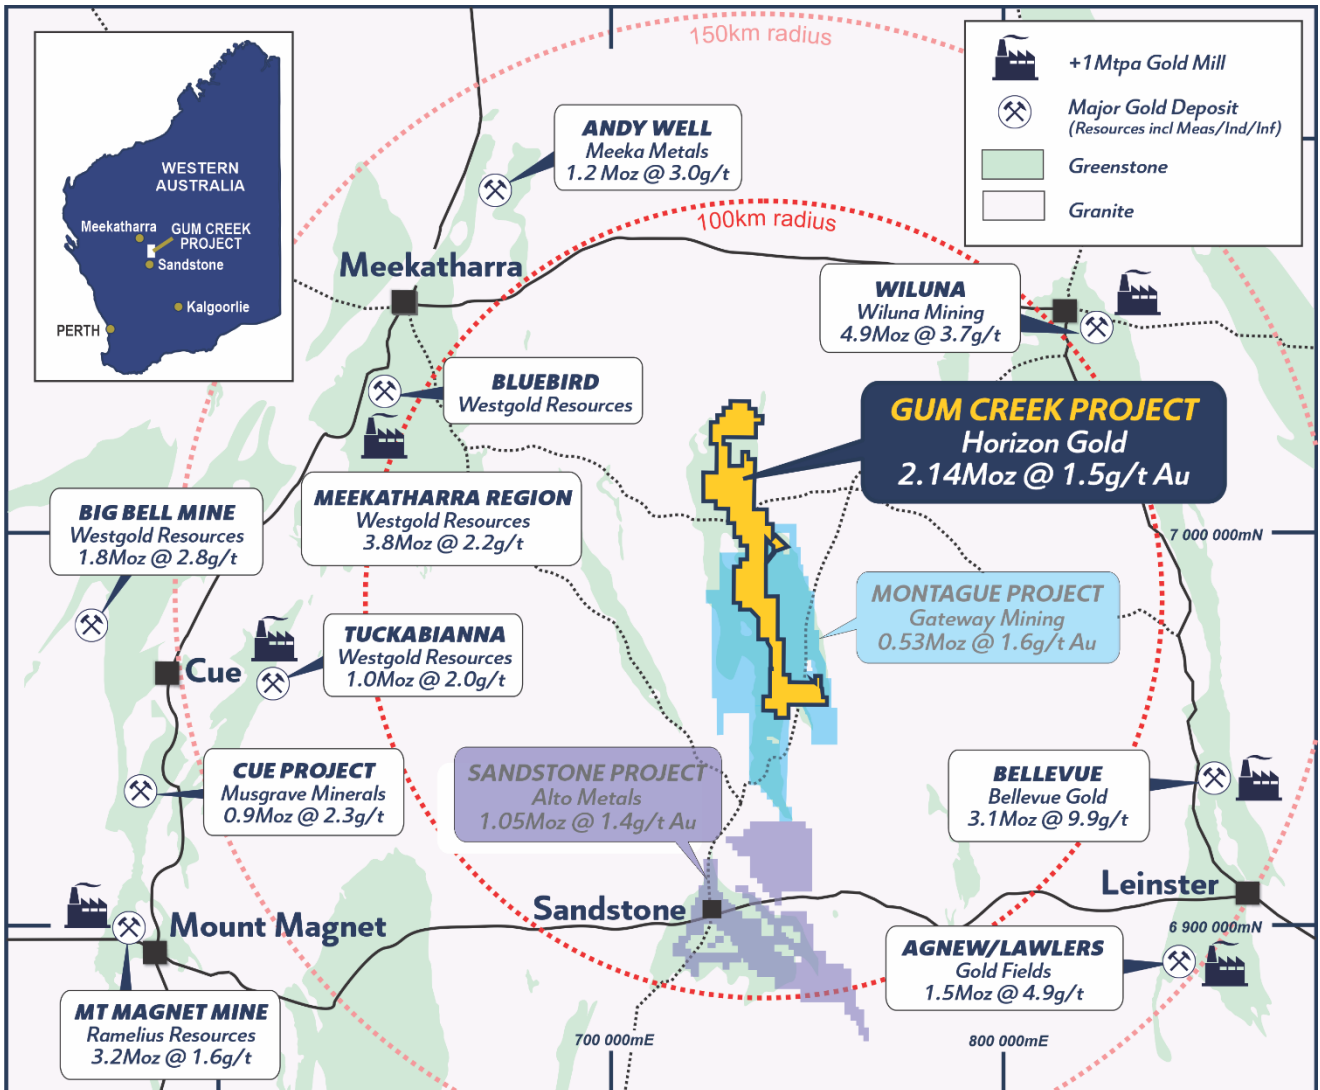 150km radius
100km radius
+1Mtpa Gold Mill
Major Gold Deposit
(Resources incl Meas/Ind/Inf)
Greenstone
Granite
WESTERN
AUSTRALIA
Meekatharra
GUM CREEK
PROJECT
Sandstone
Kalgoorlie
PERTH
ANDY WELL
Meeka Metals
1.2 Moz @ 3.0g/t
Meekatharra
WILUNA
Wiluna Mining
4.9Moz @ 3.7g/t
BLUEBIRD
Westgold Resources
GUM CREEK PROJECT
Horizon Gold
2.14Moz @ 1.5g/t Au
MEEKATHARRA REGION
Westgold Resources
3.8Moz @ 2.2g/t
BIG BELL MINE
Westgold Resources
1.8Moz @ 2.8g/t
7 000 000mN
MONTAGUE PROJECT
Gateway Mining
0.53Moz @ 1.6g/t Au
TUCKABIANNA
Westgold Resources
1.0Moz @ 2.0g/t
Cue
CUE PROJECT
Musgrave Minerals
0.9Moz @ 2.3g/t
SANDSTONE PROJECT
Alto Metals
1.05Moz @ 1.4g/t Au
BELLEVUE
Bellevue Gold
3.1Moz @ 9.9g/t
Leinster
Sandstone
Mount Magnet
6 900 000mN
AGNEW/LAWLERS
Gold Fields
1.5Moz @ 4.9g/t
MT MAGNET MINE
Ramelius Resources
3.2Moz @ 1.6g/t
700 000mE
800 000mE